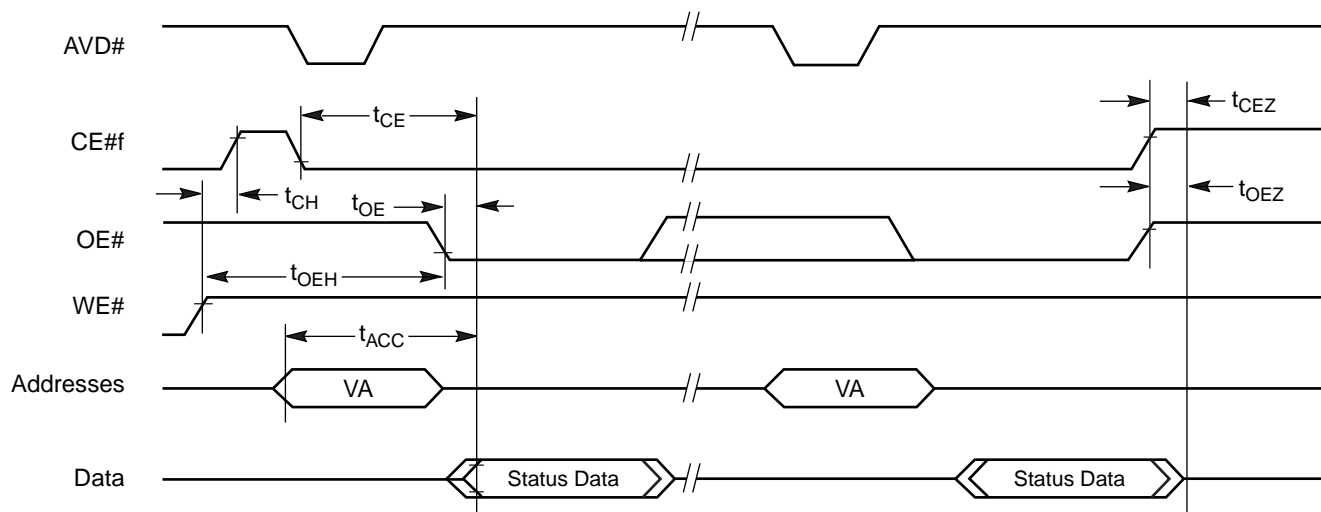 AVD#
tCEZ
tCE
CE#f
tCH
tOE
tOEZ
OE#
tOEH
WE#
tACC
Addresses
VA
VA
Data
Status Data
Status Data